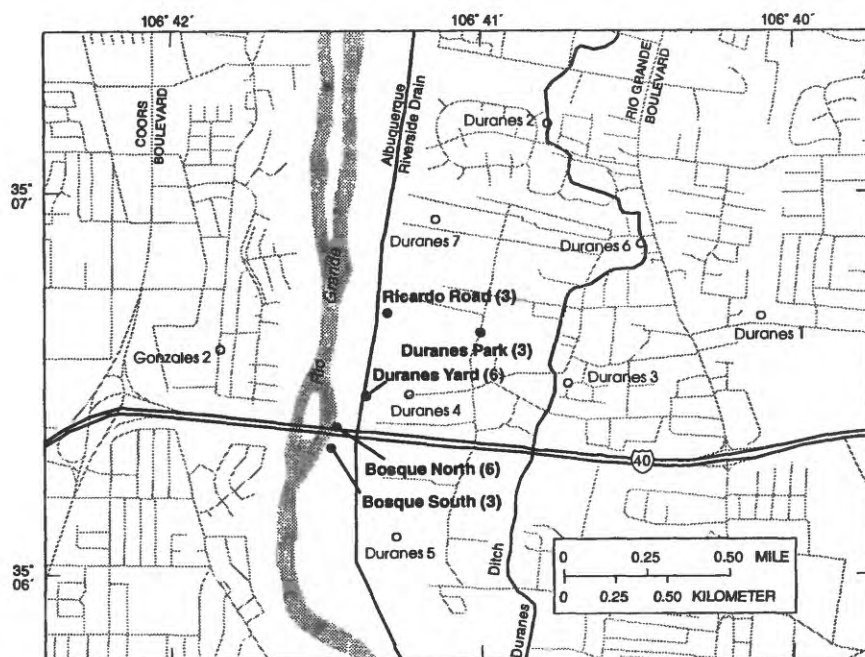 106° 42'
106° 41'
106° 40'
COORS
BOULEVARD
Albuquerque
Riverside Drain
RIO GRANDE
BOULEVARD
Duranes 2
35°
07'
Duranes 7
Duranes 6
Grande
Ricardo Road (3)
Duranes 1
Duranes Park (3)
Gonzales 2
Rio
Duranes Yard (6)
Duranes 3
Duranes 4
40
Bosque North (6)
Bosque South (3)
Duranes 5
35°
06'
Ditch
Duranes
0 0.25 0.50 MILE
0 0.25 0.50 KILOMETER